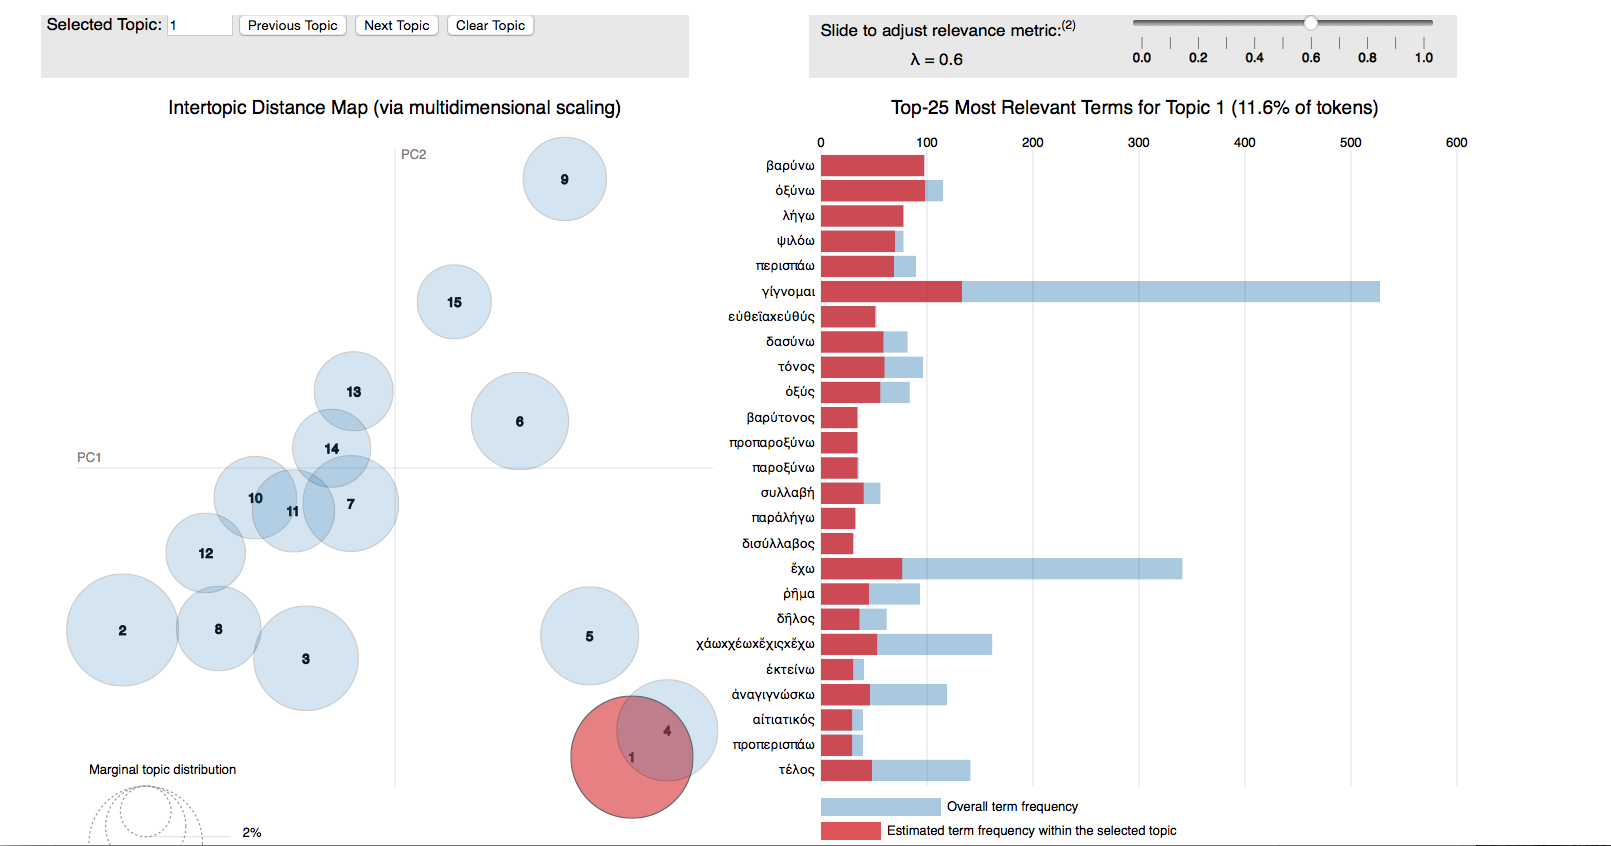 Selected Topic: 1 Previous Topic Next Topic Clear Topic
Slide to adjust relevance metric:(2)
λ = 0.6
0.0 0.2 0.4 0.6 0.8 1.0
Intertopic Distance Map (via multidimensional scaling)
PC2
PC1
9
15
13
6
14
10
11
7
12
2
8
3
5
4
1
Marginal topic distribution
2%
Top-25 Most Relevant Terms for Topic 1 (11.6% of tokens)
0 100 200 300 400 500 600
βαρύνω
ὀξύνω
λήγω
ψιλόω
περισπάω
γίγνομαι
εὐθεῖαxεὐθύς
δασύνω
τόνος
ὀξύς
βαρύτονος
προπαροξύνω
παροξύνω
συλλαβή
παράλήγω
δισύλλαβος
ἔχω
ῥῆμα
δῆλος
χάωxχέωxἔχιςxἔχω
ἐκτείνω
ἀναγιγνώσκω
αἰτιατικός
προπερισπάω
τέλος
Overall term frequency
Estimated term frequency within the selected topic